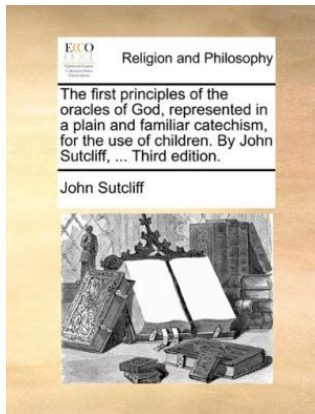 ECCO
Religion and Philosophy
The first principles of the
oracles of God, represented in
a plain and familiar catechism,
for the use of children. By John
Sutcliff, ... Third edition.
John Sutcliff